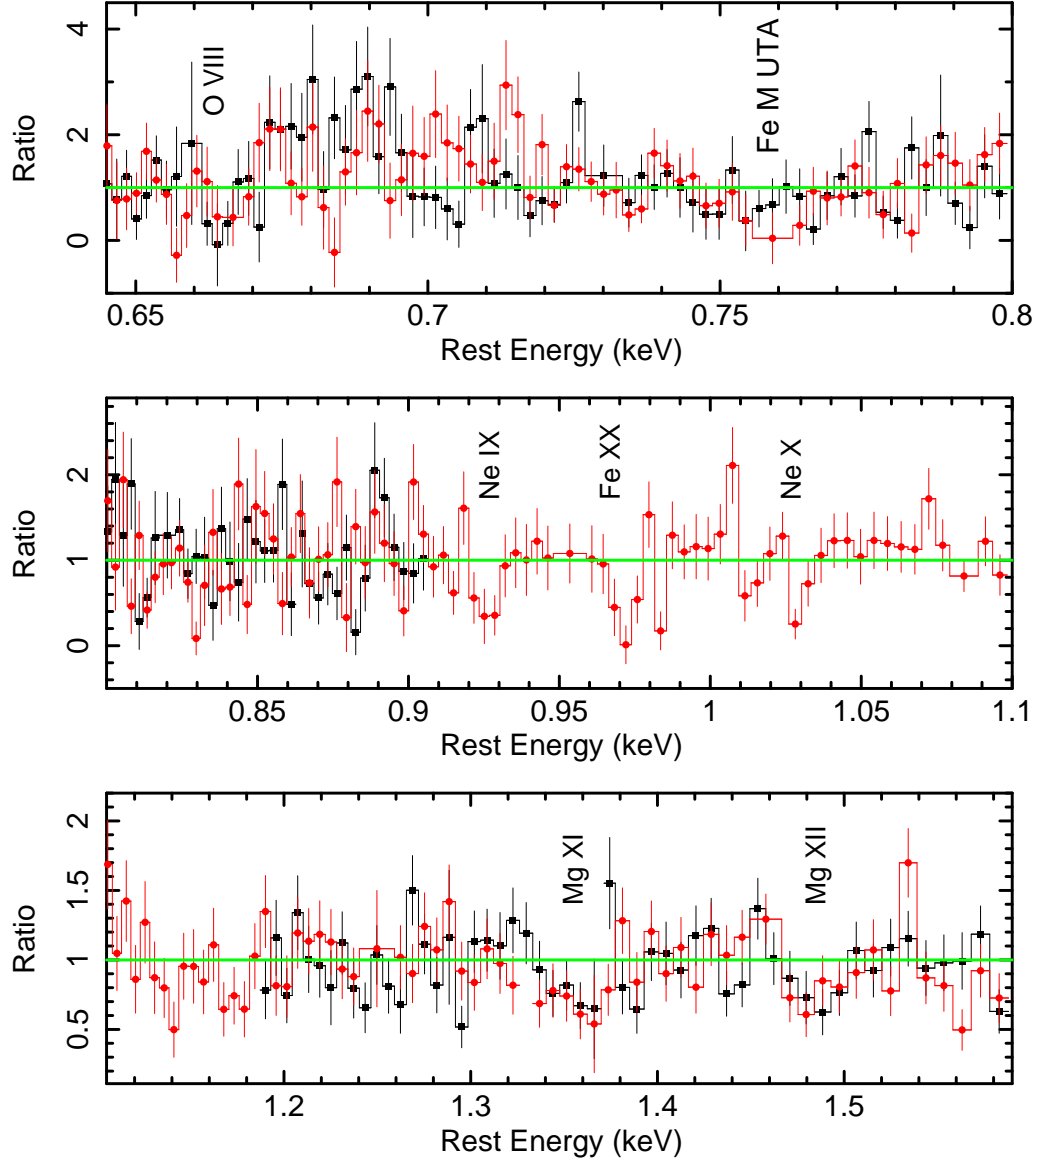 Ratio
4
2
0
O VIII
Fe M UTA
0.65
0.7
0.75
0.8
Rest Energy (keV)
Ratio
2
1
0
Ne IX
Fe XX
Ne X
0.85
0.9
0.95
1
1.05
1.1
Rest Energy (keV)
Ratio
2
1.5
1
0.5
Mg XI
Mg XII
1.2
1.3
1.4
1.5
Rest Energy (keV)